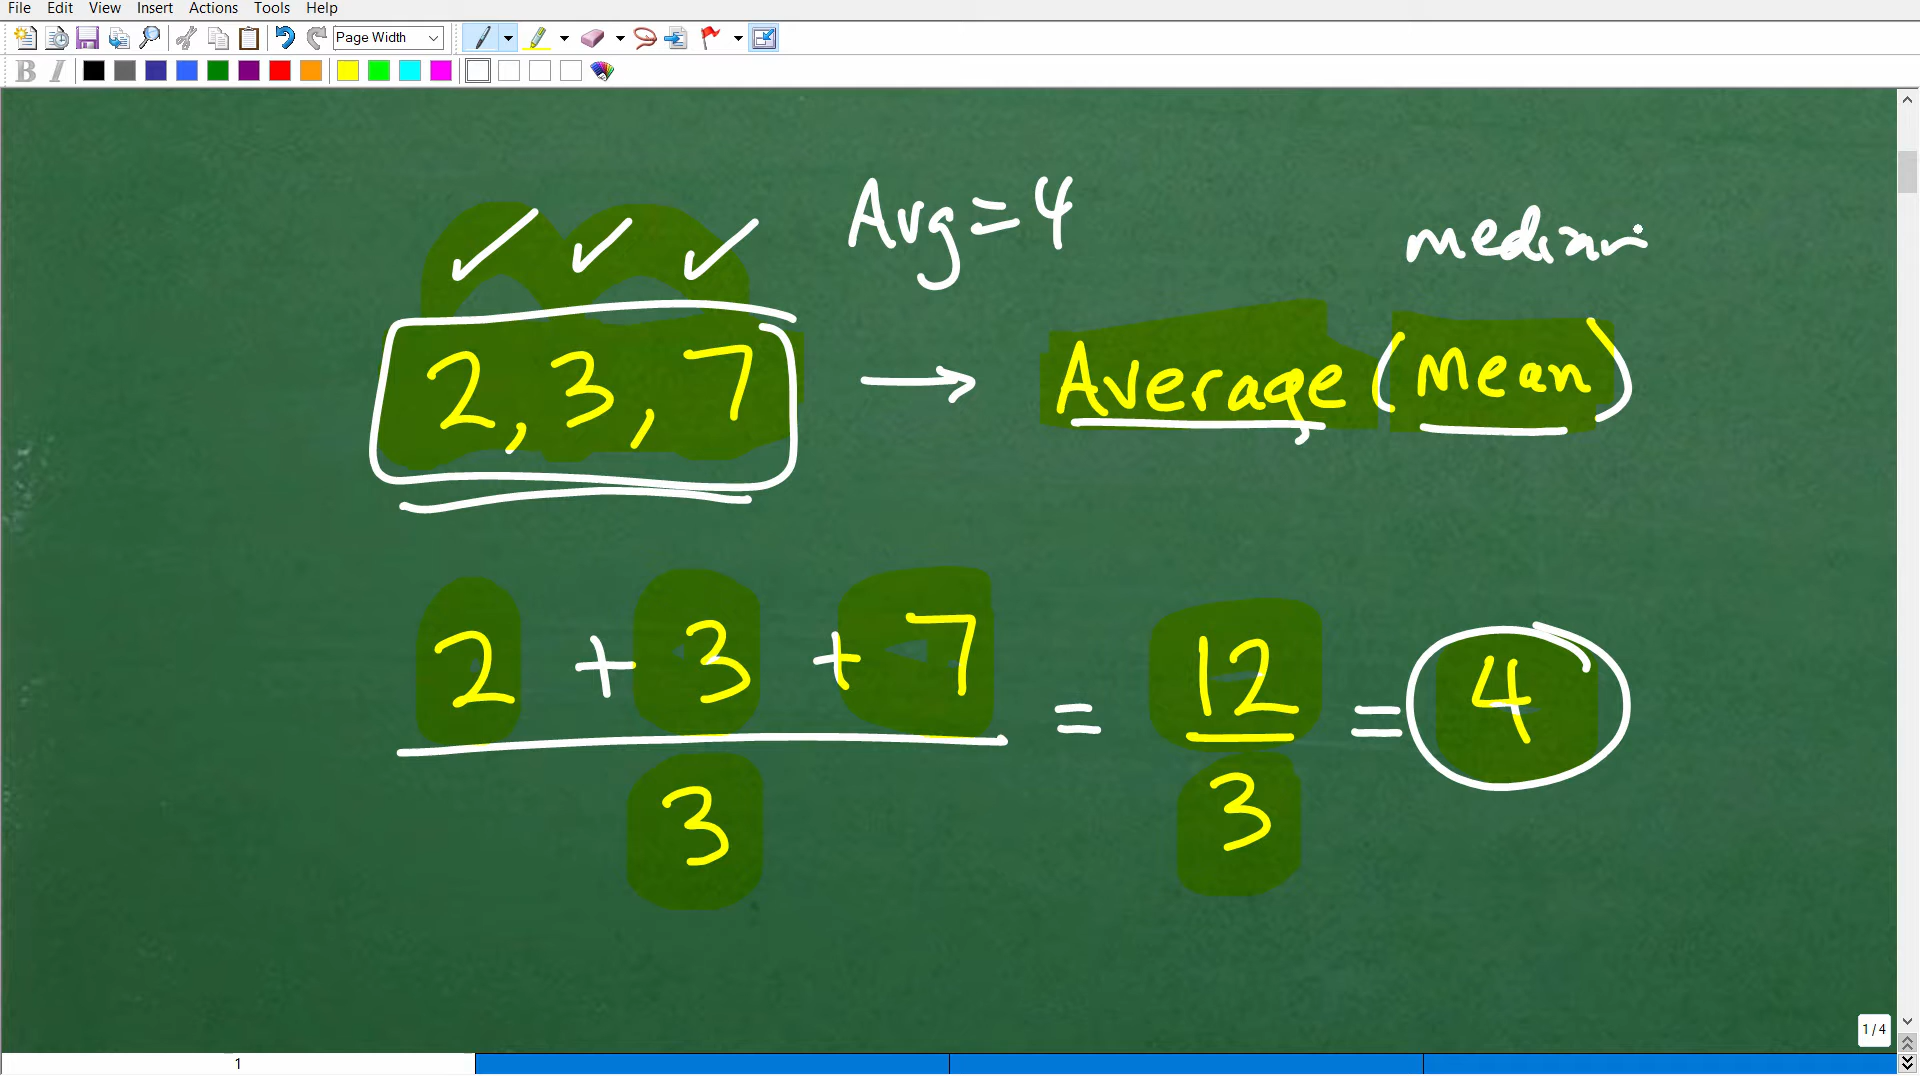 File Edit View Insert Actions Tools Help
Page Width
B I
Avg = 4
median
2, 3, 7 → Average (Mean)
2 + 3 + 7 = 12 = 4
3 3
1/4
1